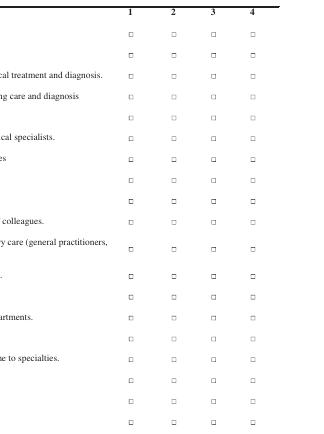 1 2 3 4
□ □ □ □
□ □ □ □
cal treatment and diagnosis. □ □ □ □
ng care and diagnosis □ □ □ □
□ □ □ □
cal specialists. □ □ □ □
es □ □ □ □
□ □ □ □
□ □ □ □
colleagues. □ □ □ □
y care (general practitioners, □ □ □ □
. □ □ □ □
□ □ □ □
artments. □ □ □ □
□ □ □ □
e to specialties. □ □ □ □
□ □ □ □
□ □ □ □
□ □ □ □